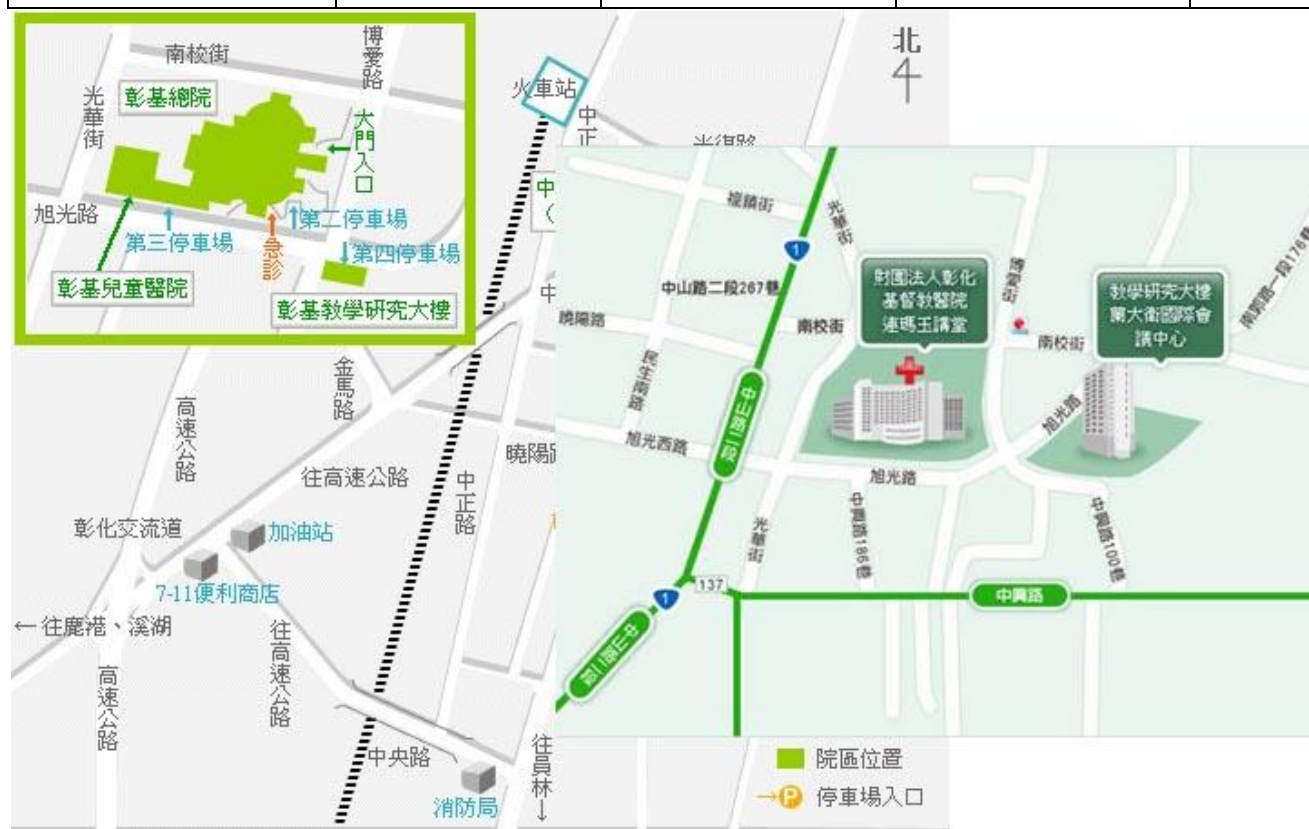 南校街
博愛路
光華街
彰基總院
大門入口
旭光路
第二停車場
第三停車場
急診
第四停車場
彰基兒童醫院
彰基教學研究大樓
火車站
北
中正
光復路
中
中
金馬路
高速公路
曉陽
往高速公路
中正路
彰化交流道
加油站
7-11便利商店
←往鹿港、溪湖
往高速公路
高速公路
中央路
往員林↓
消防局
院區位置
→P 停車場入口
福鎮街
光華街
1
中山路二段267巷
財團法人彰化
基督教醫院
連瑪玉講堂
博愛街
教學研究大樓
蘭大衛國際會
議中心
南郭路一段176巷
曉陽路
南校街
南校街
民生南路
中山路二段
旭光西路
旭光路
旭光路
光華街
中興路186巷
中興路100巷
137
1
中興路
中山路二段